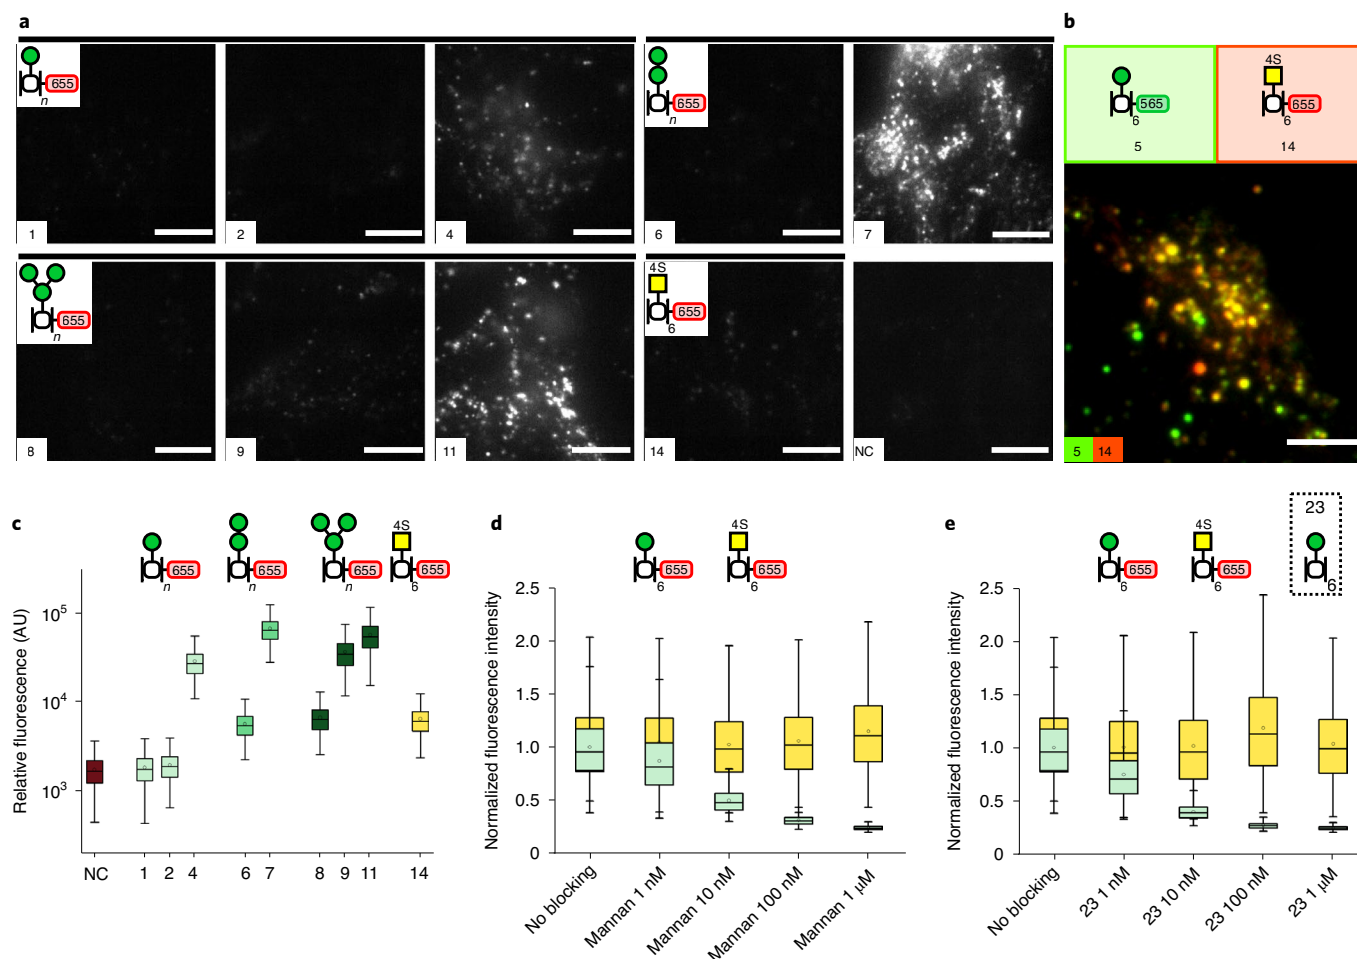 a
655
n
1
2
4
655
n
6
7
655
n
8
9
11
4S
655
6
14
NC
b
565
6
5
4S
655
6
14
5 14
c
655
n
655
n
655
n
4S
655
6
Relative fluorescence (AU)
10^5
10^4
10^3
NC 1 2 4 6 7 8 9 11 14
d
655
6
4S
655
6
Normalized fluorescence intensity
2.5
2.0
1.5
1.0
0.5
0
No blocking
Mannan 1 nM
Mannan 10 nM
Mannan 100 nM
Mannan 1 μM
e
655
6
4S
655
6
23
6
Normalized fluorescence intensity
2.5
2.0
1.5
1.0
0.5
0
No blocking
23 1 nM
23 10 nM
23 100 nM
23 1 μM